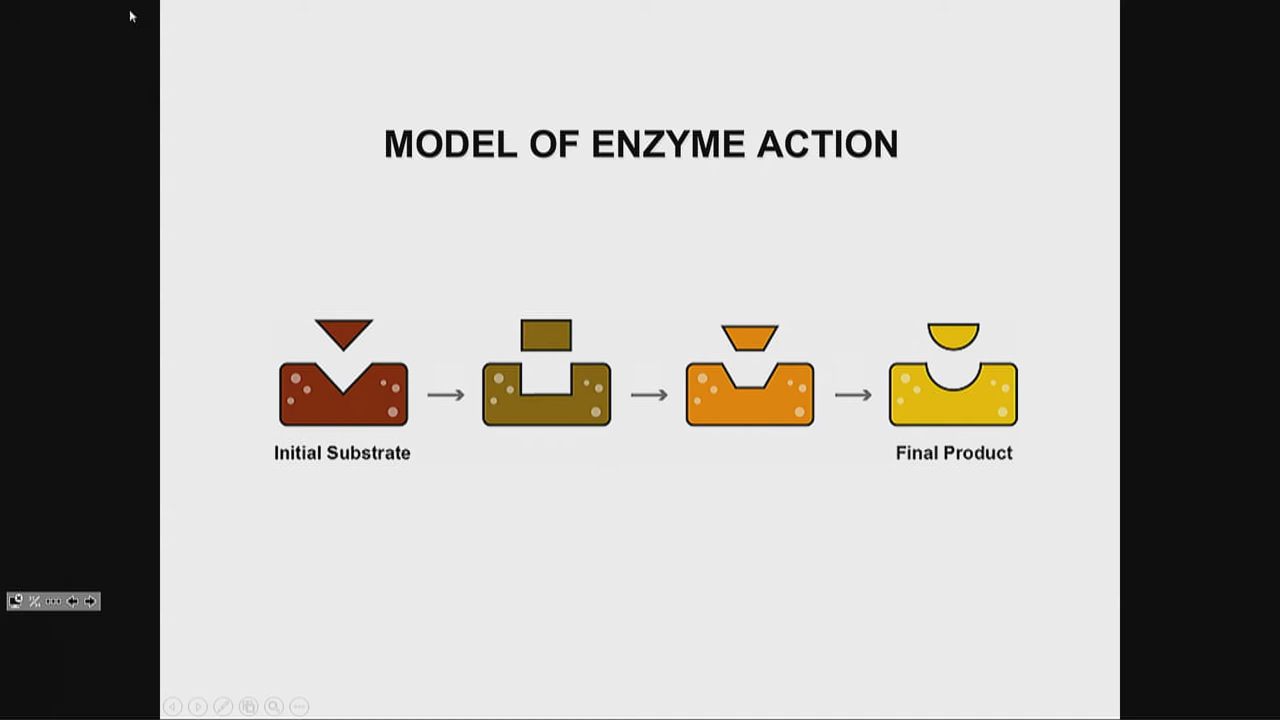 MODEL OF ENZYME ACTION
Initial Substrate
Final Product